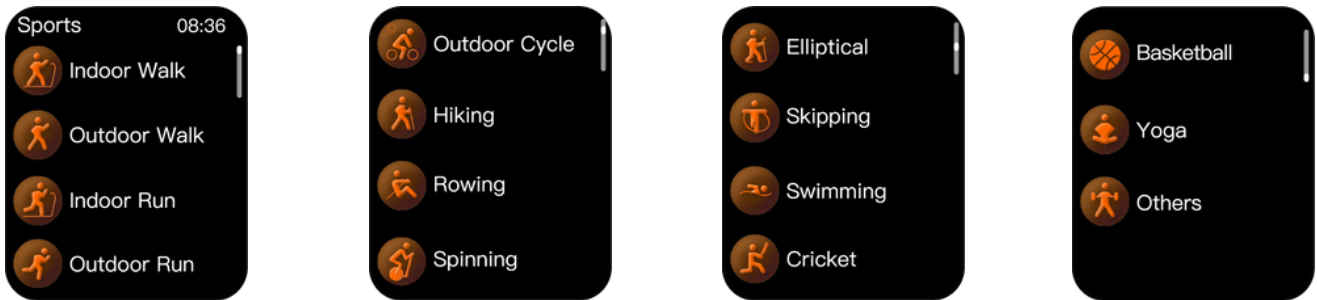 Sports 08:36
Indoor Walk
Outdoor Walk
Indoor Run
Outdoor Run
Outdoor Cycle
Hiking
Rowing
Spinning
Elliptical
Skipping
Swimming
Cricket
Basketball
Yoga
Others